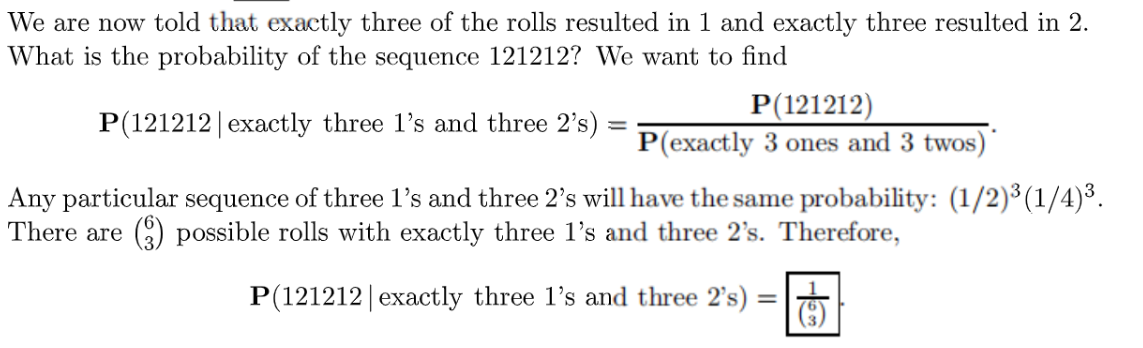 We are now told that exactly three of the rolls resulted in 1 and exactly three resulted in 2.
What is the probability of the sequence 121212? We want to find
P(121212 | exactly three 1's and three 2's) = P(121212) / P(exactly 3 ones and 3 twos).
Any particular sequence of three 1's and three 2's will have the same probability: (1/2)³(1/4)³.
There are (6 3) possible rolls with exactly three 1's and three 2's. Therefore,
P(121212 | exactly three 1's and three 2's) = 1 / (6 3).